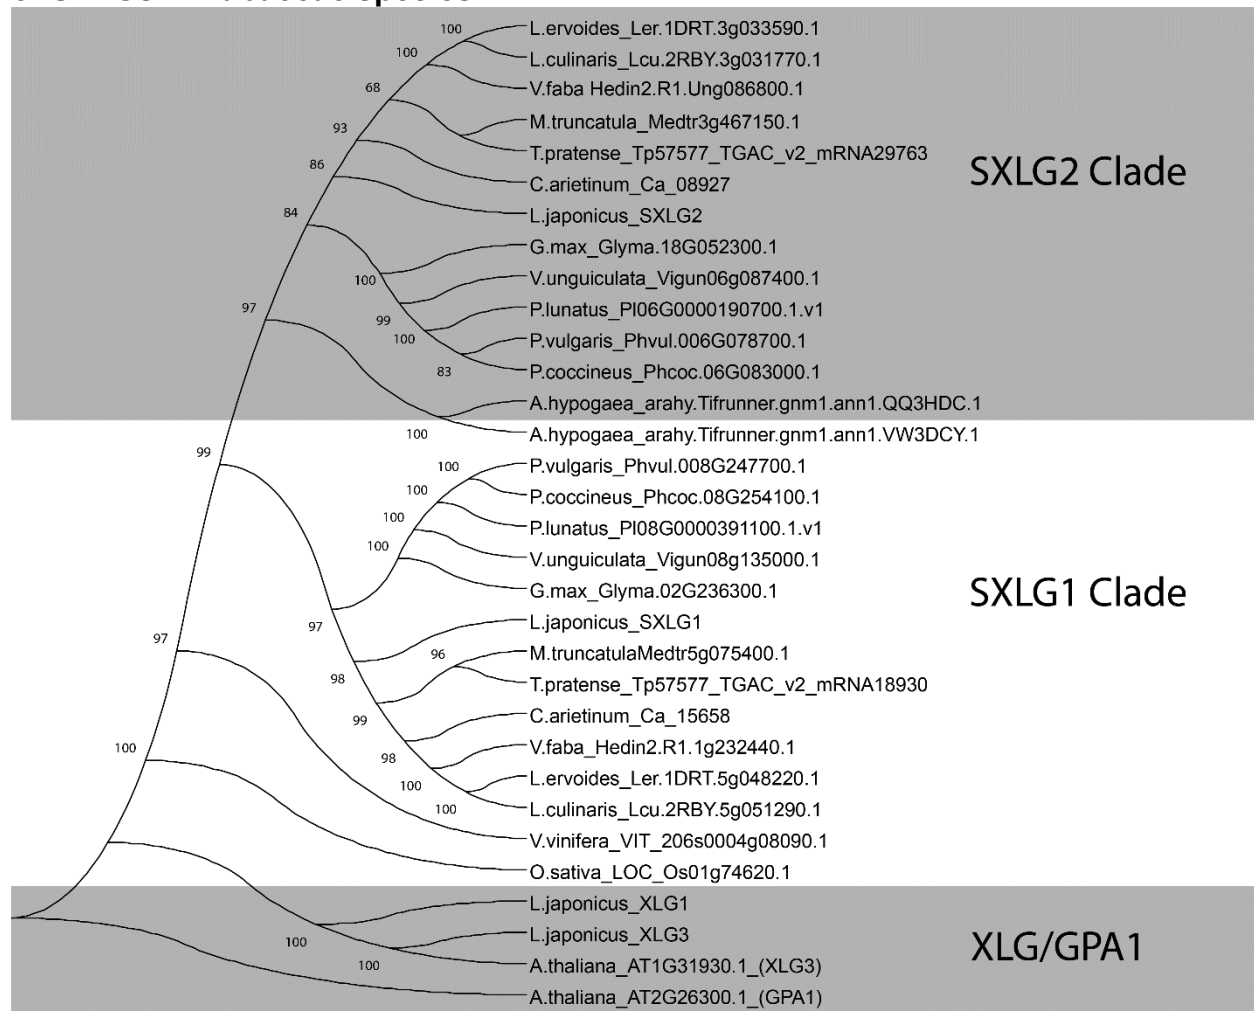 L.ervoides_Ler.1DRT.3g033590.1
L.culinaris_Lcu.2RBY.3g031770.1
V.faba Hedin2.R1.Ung086800.1
M.truncatula_Medtr3g467150.1
T.pratense_Tp57577_TGAC_v2_mRNA29763
C.arietinum_Ca_08927
L.japonicus_SXLG2
G.max_Glyma.18G052300.1
V.unguiculata_Vigun06g087400.1
P.lunatus_Pl06G0000190700.1.v1
P.vulgaris_Phvul.006G078700.1
P.coccineus_Phcoc.06G083000.1
A.hypogaea_arahy.Tifrunner.gnm1.ann1.QQ3HDC.1
SXLG2 Clade
A.hypogaea_arahy.Tifrunner.gnm1.ann1.VW3DCY.1
P.vulgaris_Phvul.008G247700.1
P.coccineus_Phcoc.08G254100.1
P.lunatus_Pl08G0000391100.1.v1
V.unguiculata_Vigun08g135000.1
G.max_Glyma.02G236300.1
L.japonicus_SXLG1
M.truncatulaMedtr5g075400.1
T.pratense_Tp57577_TGAC_v2_mRNA18930
C.arietinum_Ca_15658
V.faba_Hedin2.R1.1g232440.1
L.ervoides_Ler.1DRT.5g048220.1
L.culinaris_Lcu.2RBY.5g051290.1
V.vinifera_VIT_206s0004g08090.1
O.sativa_LOC_Os01g74620.1
SXLG1 Clade
L.japonicus_XLG1
L.japonicus_XLG3
A.thaliana_AT1G31930.1_(XLG3)
A.thaliana_AT2G26300.1_(GPA1)
XLG/GPA1
100
100
68
93
86
84
100
97
99
100
83
100
99
100
100
100
100
97
97
96
98
99
100
98
100
100
100
100